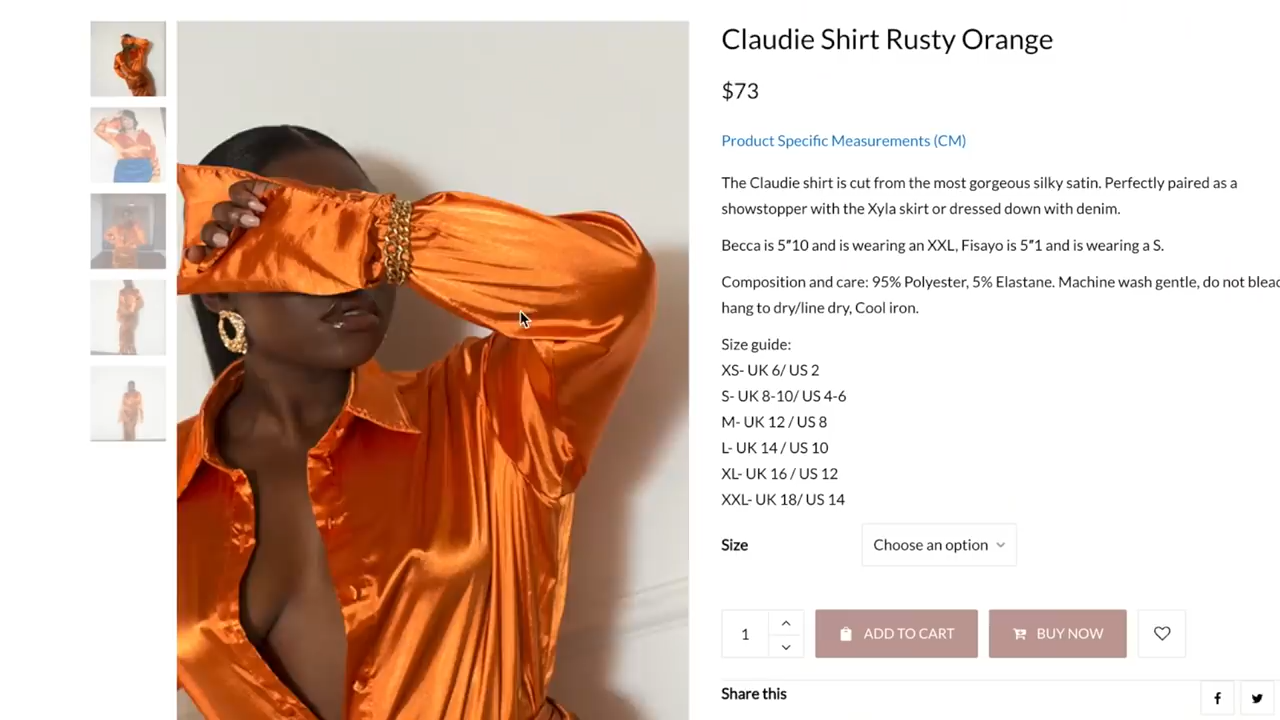 Claudie Shirt Rusty Orange
$73
Product Specific Measurements (CM)
The Claudie shirt is cut from the most gorgeous silky satin. Perfectly paired as a
showstopper with the Xyla skirt or dressed down with denim.
Becca is 5″10 and is wearing an XXL, Fisayo is 5″1 and is wearing a S.
Composition and care: 95% Polyester, 5% Elastane. Machine wash gentle, do not bleac
hang to dry/line dry, Cool iron.
Size guide:
XS- UK 6/ US 2
S- UK 8-10/ US 4-6
M- UK 12 / US 8
L- UK 14 / US 10
XL- UK 16 / US 12
XXL- UK 18/ US 14
Size
Choose an option
1
ADD TO CART
BUY NOW
Share this